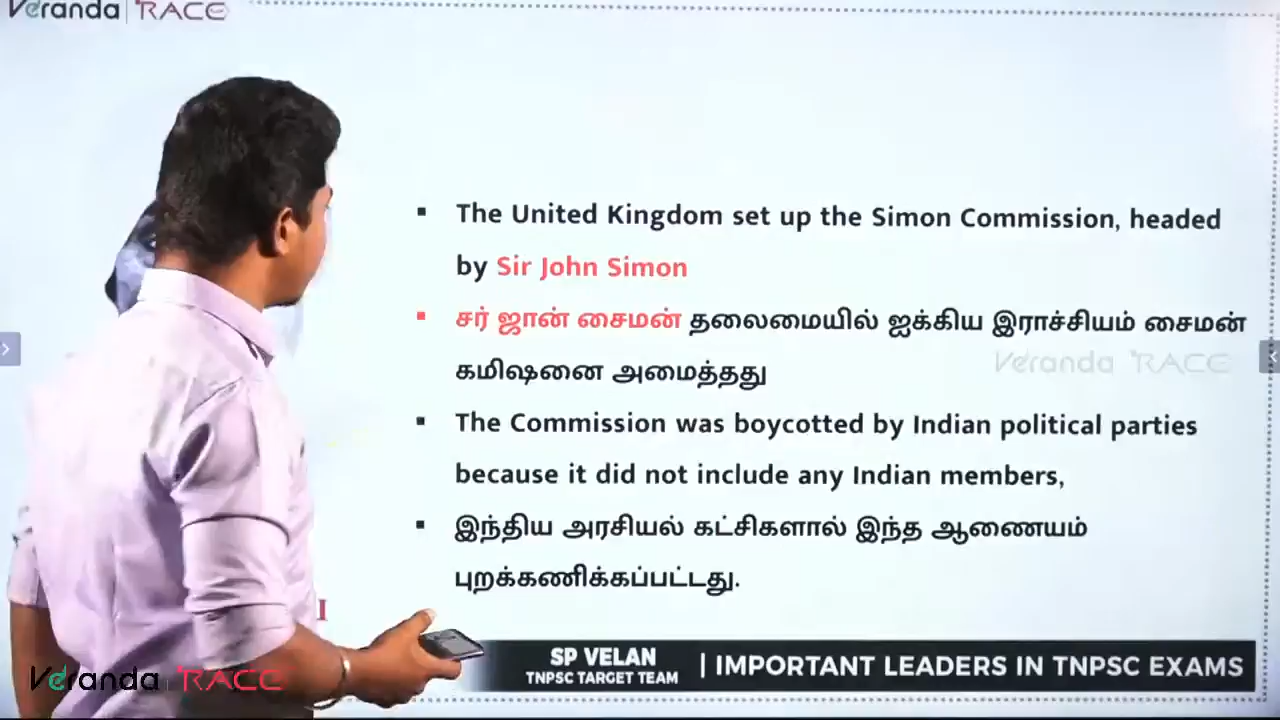 Veranda RACE
The United Kingdom set up the Simon Commission, headed
by Sir John Simon
சர் ஜான் சைமன் தலைமையில் ஐக்கிய இராச்சியம் சைமன்
கமிஷனை அமைத்தது
Veranda RACE
The Commission was boycotted by Indian political parties
because it did not include any Indian members,
இந்திய அரசியல் கட்சிகளால் இந்த ஆணையம்
புறக்கணிக்கப்பட்டது.
I
SP VELAN
TNPSC TARGET TEAM
| IMPORTANT LEADERS IN TNPSC EXAMS
Veranda RACE